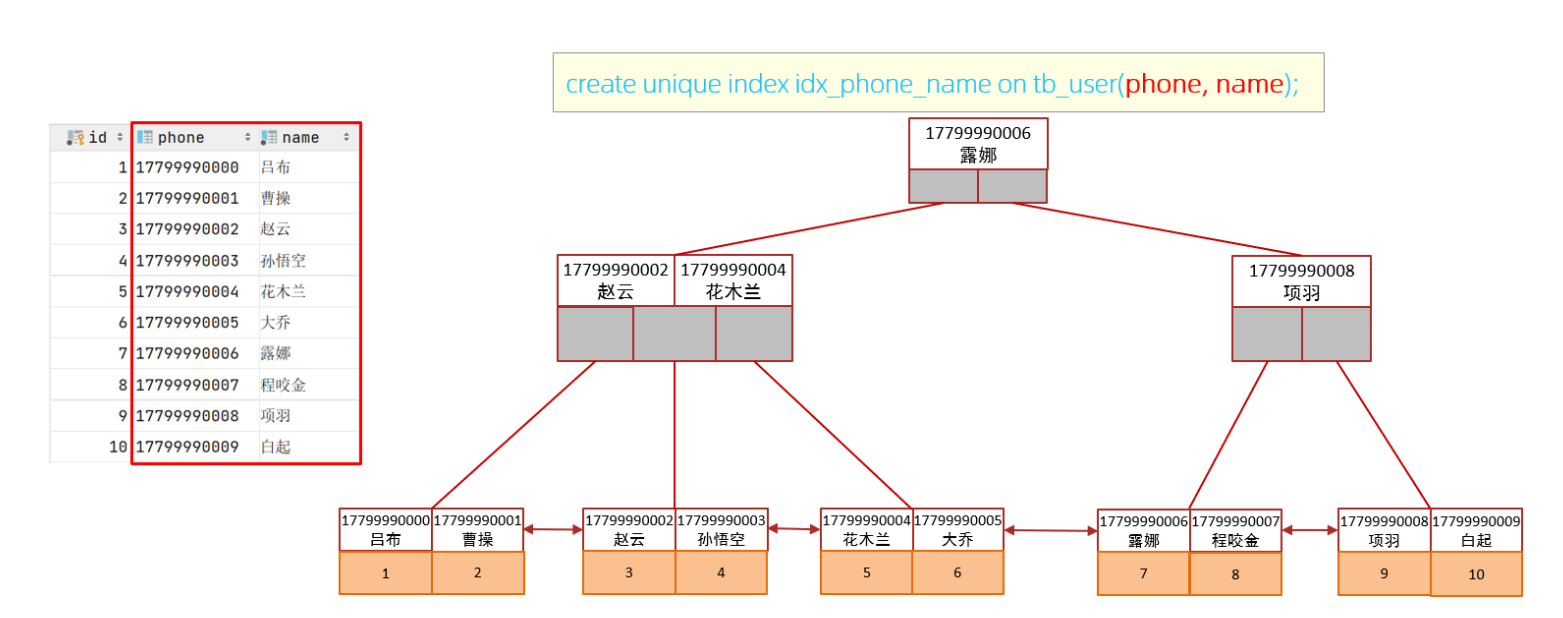 create unique index idx_phone_name on tb_user(phone, name);
id phone name
1 17799990000 吕布
2 17799990001 曹操
3 17799990002 赵云
4 17799990003 孙悟空
5 17799990004 花木兰
6 17799990005 大乔
7 17799990006 露娜
8 17799990007 程咬金
9 17799990008 项羽
10 17799990009 白起
17799990006
露娜
17799990002 17799990004
赵云 花木兰
17799990008
项羽
17799990000 17799990001
吕布 曹操
1 2
17799990002 17799990003
赵云 孙悟空
3 4
17799990004 17799990005
花木兰 大乔
5 6
17799990006 17799990007
露娜 程咬金
7 8
17799990008 17799990009
项羽 白起
9 10